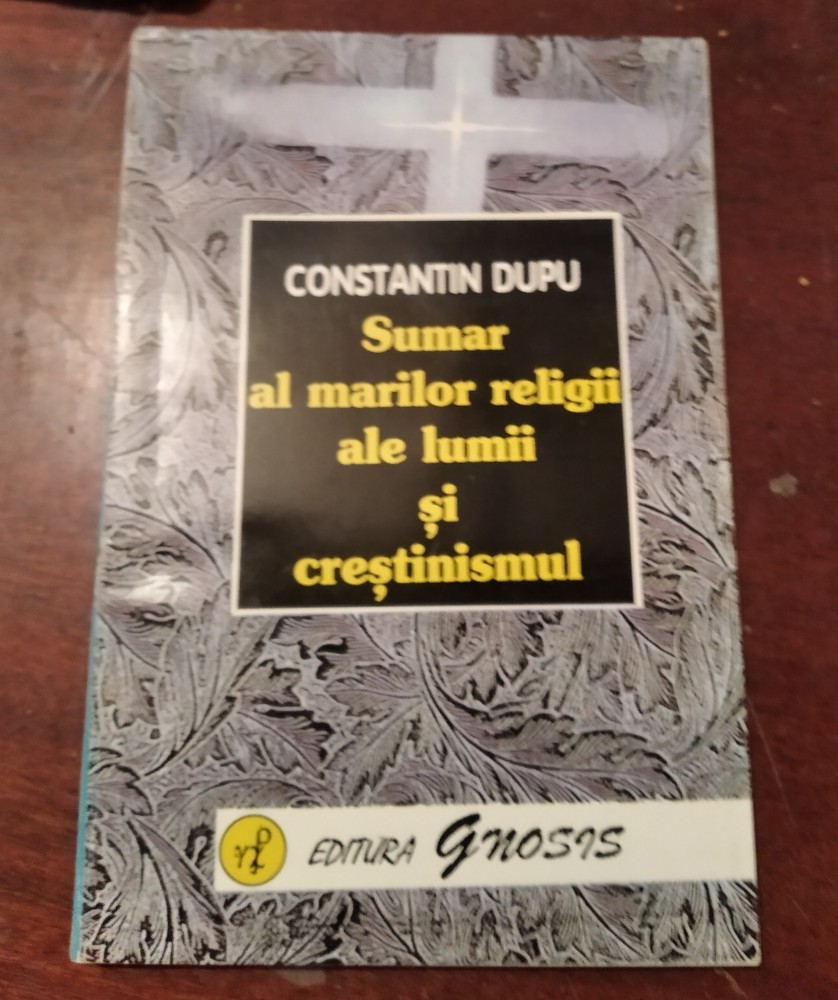 CONSTANTIN DUPU
Sumar
al marilor religii
ale lumii
și
creștinismul
EDITURA GNOSIS